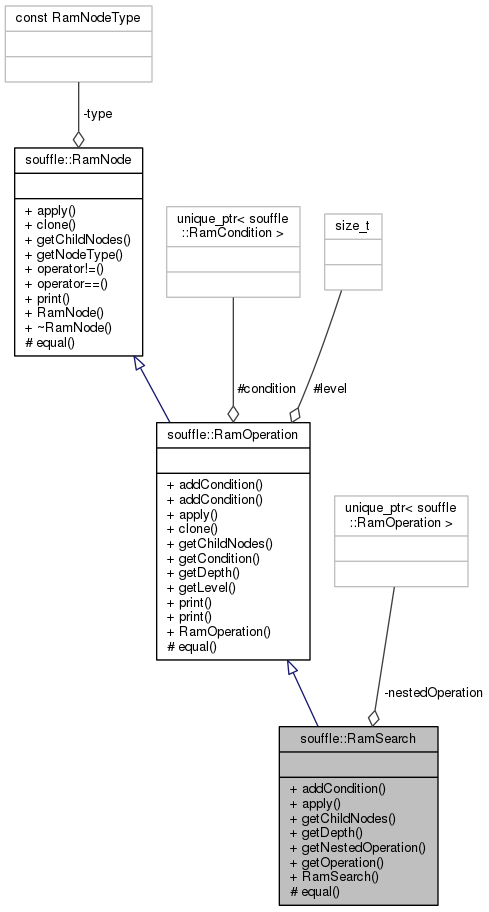 const RamNodeType
-type
souffle::RamNode
+ apply()
+ clone()
+ getChildNodes()
+ getNodeType()
+ operator!=()
+ operator==()
+ print()
+ RamNode()
+ ~RamNode()
# equal()
unique_ptr< souffle
::RamCondition >
size_t
#condition
#level
souffle::RamOperation
+ addCondition()
+ addCondition()
+ apply()
+ clone()
+ getChildNodes()
+ getCondition()
+ getDepth()
+ getLevel()
+ print()
+ print()
+ RamOperation()
# equal()
unique_ptr< souffle
::RamOperation >
-nestedOperation
souffle::RamSearch
+ addCondition()
+ apply()
+ getChildNodes()
+ getDepth()
+ getNestedOperation()
+ getOperation()
+ RamSearch()
# equal()